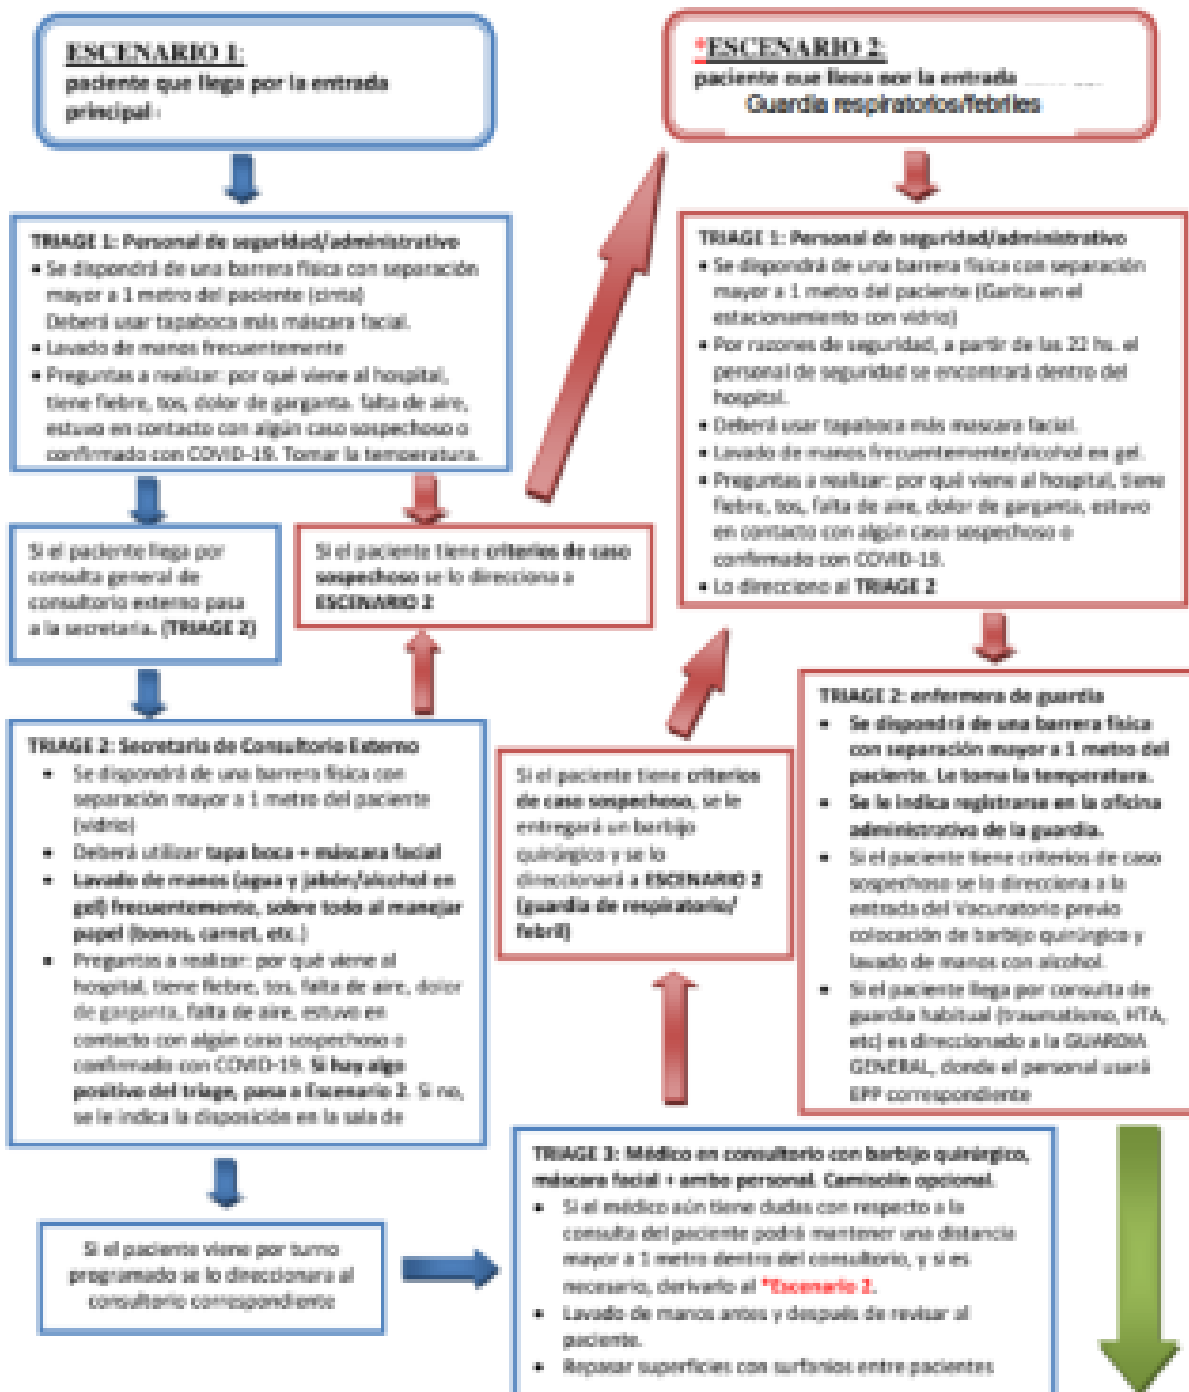 ESCENARIO 1:
paciente que llega por la entrada
principal
*ESCENARIO 2:
paciente que llega por la entrada
Guardia respiratorios/febriles
TRIAGE 1: Personal de seguridad/administrativo
• Se dispondrá de una barrera física con separación
mayor a 1 metro del paciente (cinta)
Deberá usar tapaboca más máscara facial.
• Lavado de manos frecuentemente
• Preguntas a realizar: por qué viene al hospital,
tiene fiebre, tos, dolor de garganta. falta de aire,
estuvo en contacto con algún caso sospechoso o
confirmado con COVID-19. Tomar la temperatura.
TRIAGE 1: Personal de seguridad/administrativo
• Se dispondrá de una barrera física con separación
mayor a 1 metro del paciente (Garita en el
estacionamiento con vidrio)
• Por razones de seguridad, a partir de las 22 hs. el
personal de seguridad se encontrará dentro del
hospital.
• Deberá usar tapaboca más mascara facial.
• Lavado de manos frecuentemente/alcohol en gel.
• Preguntas a realizar: por qué viene al hospital, tiene
fiebre, tos, falta de aire, dolor de garganta, estuvo
en contacto con algún caso sospechoso o
confirmado con COVID-19.
• Lo direcciono al TRIAGE 2
Si el paciente llega por
consulta general de
consultorio externo pasa
a la secretaria. (TRIAGE 2)
Si el paciente tiene criterios de caso
sospechoso se lo direcciona a
ESCENARIO 2
TRIAGE 2: Secretaria de Consultorio Externo
• Se dispondrá de una barrera física con
separación mayor a 1 metro del paciente
(vidrio)
• Deberá utilizar tapa boca + máscara facial
• Lavado de manos (agua y jabón/alcohol en
gel) frecuentemente, sobre todo al manejar
papel (bonos, carnet, etc.)
• Preguntas a realizar: por qué viene al
hospital, tiene fiebre, tos, falta de aire, dolor
de garganta, falta de aire, estuvo en
contacto con algún caso sospechoso o
confirmado con COVID-19. Si hay algo
positivo del triage, pasa a Escenario 2. Si no,
se le indica la disposición en la sala de
Si el paciente tiene criterios
de caso sospechoso, se le
entregará un barbijo
quirúrgico y se lo
direccionará a ESCENARIO 2
(guardia de respiratorio/
febril)
TRIAGE 2: enfermera de guardia
• Se dispondrá de una barrera física
con separación mayor a 1 metro del
paciente. Le toma la temperatura.
• Se le indica registrarse en la oficina
administrativa de la guardia.
• Si el paciente tiene criterios de caso
sospechoso se lo direcciona a la
entrada del Vacunatorio previo
colocación de barbijo quirúrgico y
lavado de manos con alcohol.
• Si el paciente llega por consulta de
guardia habitual (traumatismo, HTA,
etc) es direccionado a la GUARDIA
GENERAL, donde el personal usará
EPP correspondiente
Si el paciente viene por turno
programado se lo direccionara al
consultorio correspondiente
TRIAGE 3: Médico en consultorio con barbijo quirúrgico,
máscara facial + ambo personal. Camisolín opcional.
• Si el médico aún tiene dudas con respecto a la
consulta del paciente podrá mantener una distancia
mayor a 1 metro dentro del consultorio, y si es
necesario, derivarlo al *Escenario 2.
• Lavado de manos antes y después de revisar al
paciente.
• Repasar superficies con surfanios entre pacientes